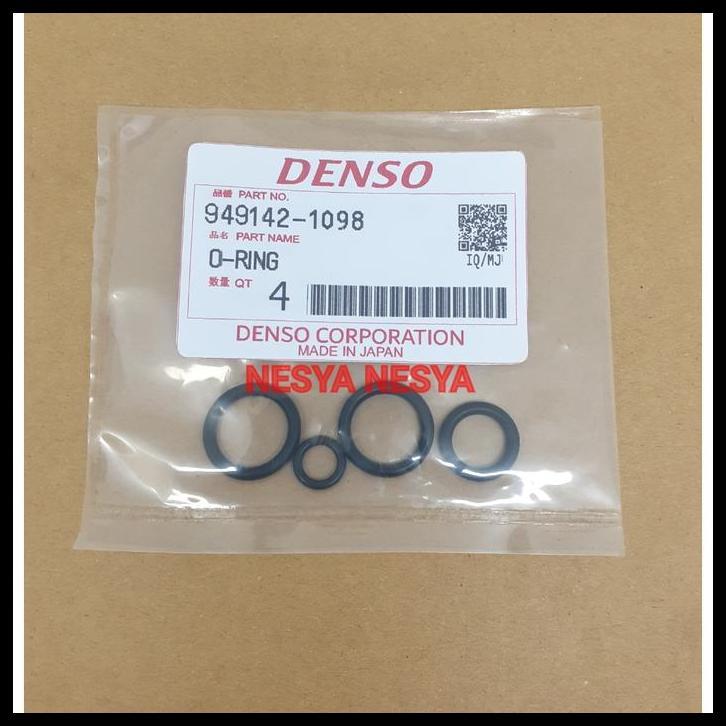 DENSO
品番 PART NO.
949142-1098
品名 PART NAME
O-RING
IQ/MJ
数量 QT 4
DENSO CORPORATION
MADE IN JAPAN
NESYA NESYA